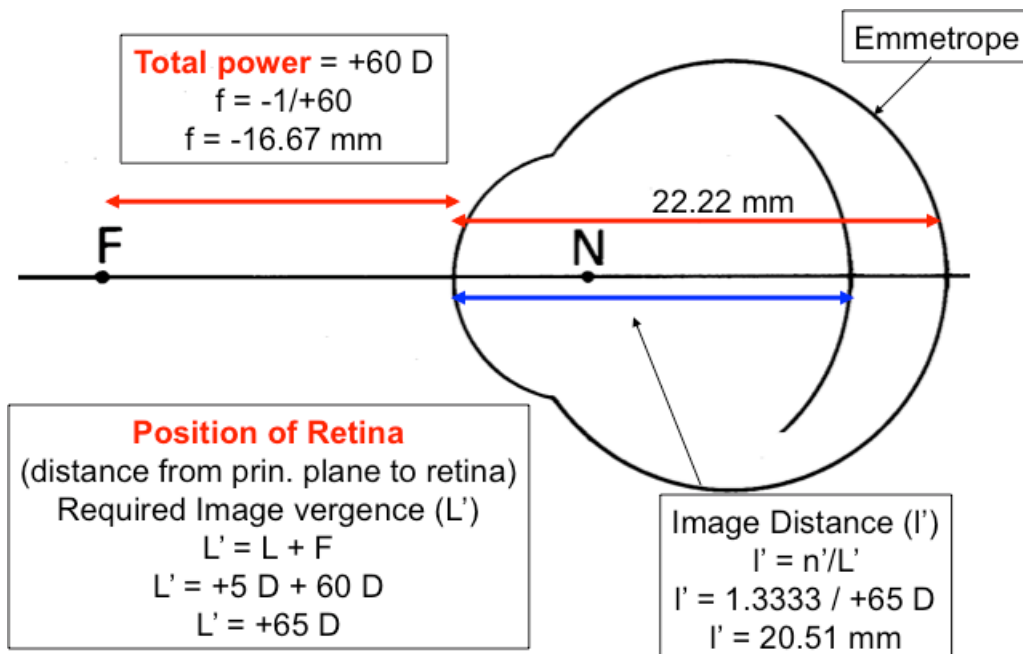 Total power = +60 D
f = -1/+60
f = -16.67 mm
Emmetrope
22.22 mm
F
N
Position of Retina
(distance from prin. plane to retina)
Required Image vergence (L’)
L’ = L + F
L’ = +5 D + 60 D
L’ = +65 D
Image Distance (l’)
l’ = n’/L’
l’ = 1.3333 / +65 D
l’ = 20.51 mm